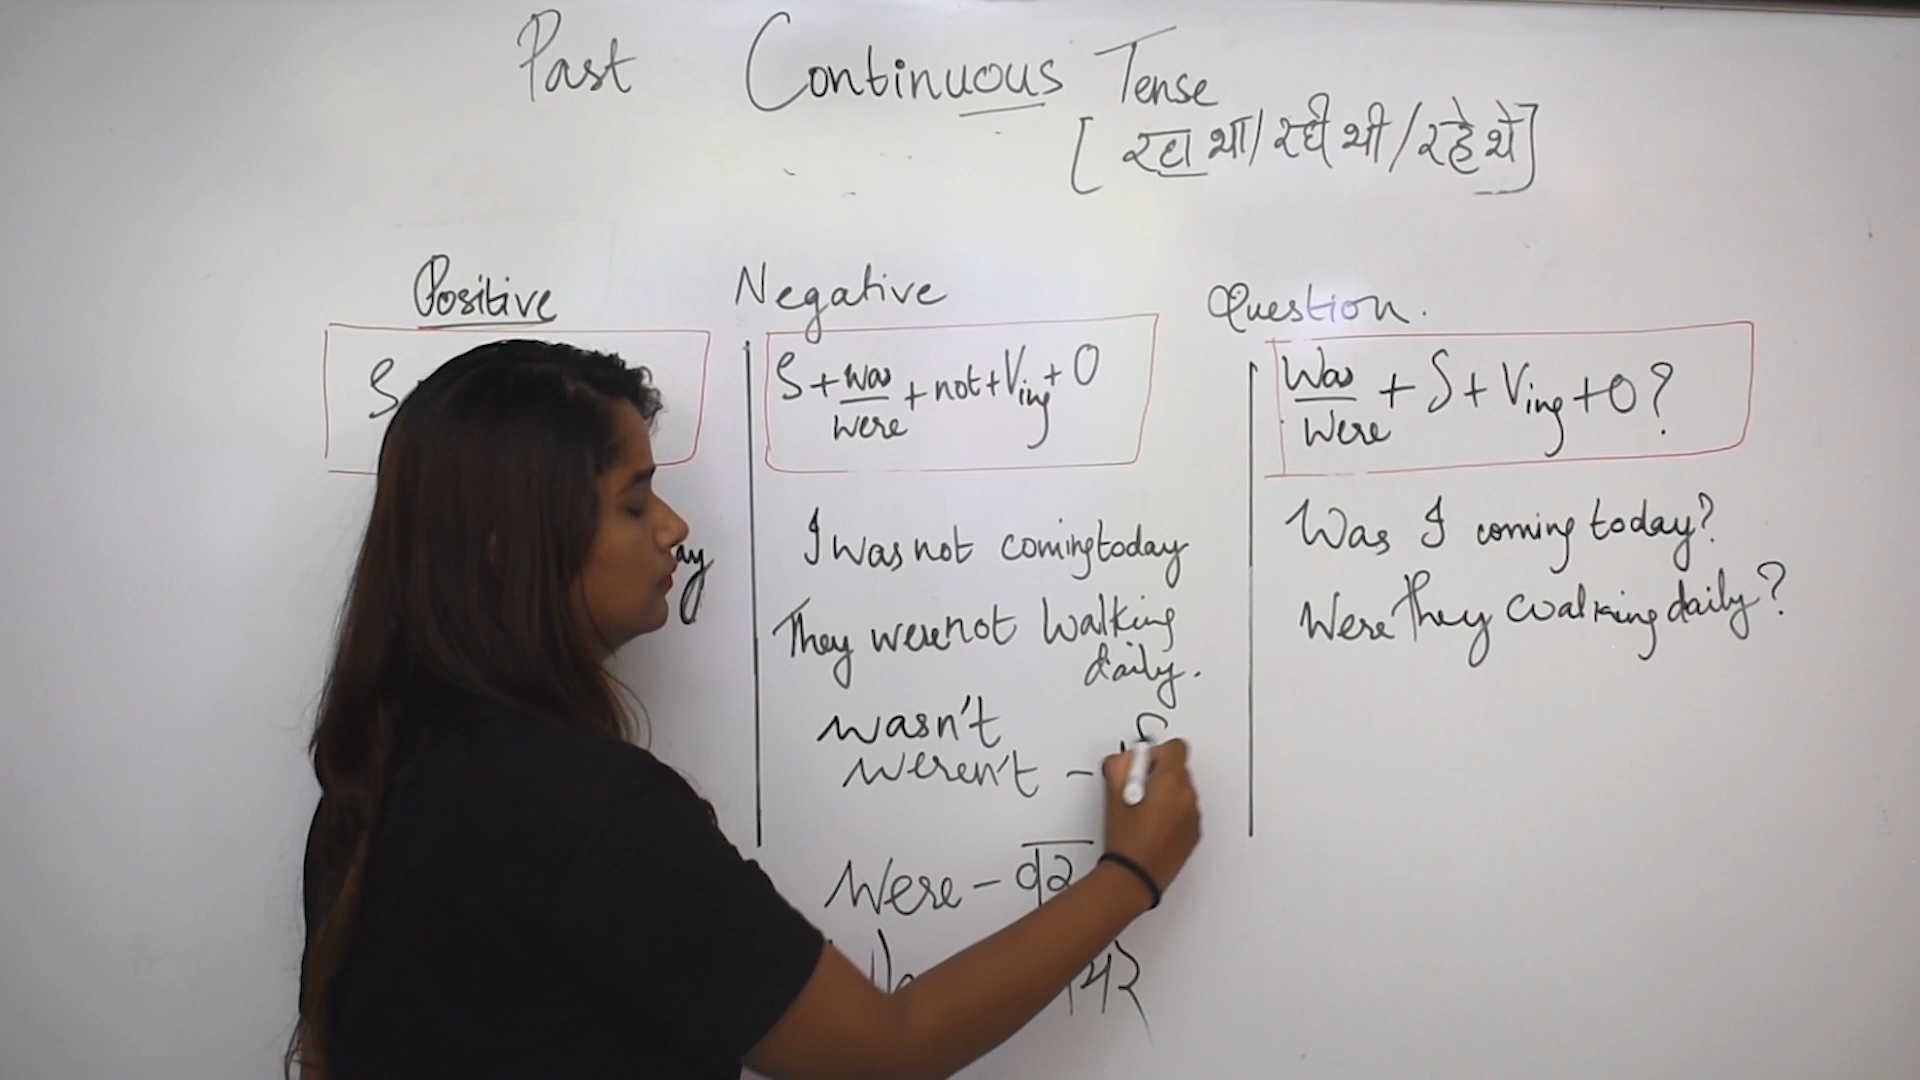 Past Continuous Tense
[ रहा था/रही थी/रहे थे]
Positive
S
Negative
S+was/were+not+Ving+O
I was not coming today
They were not walking
daily.
wasn't
weren't -
Were - वर
Question.
Was/Were + S + Ving +O?
Was I coming today?
Were they walking daily?